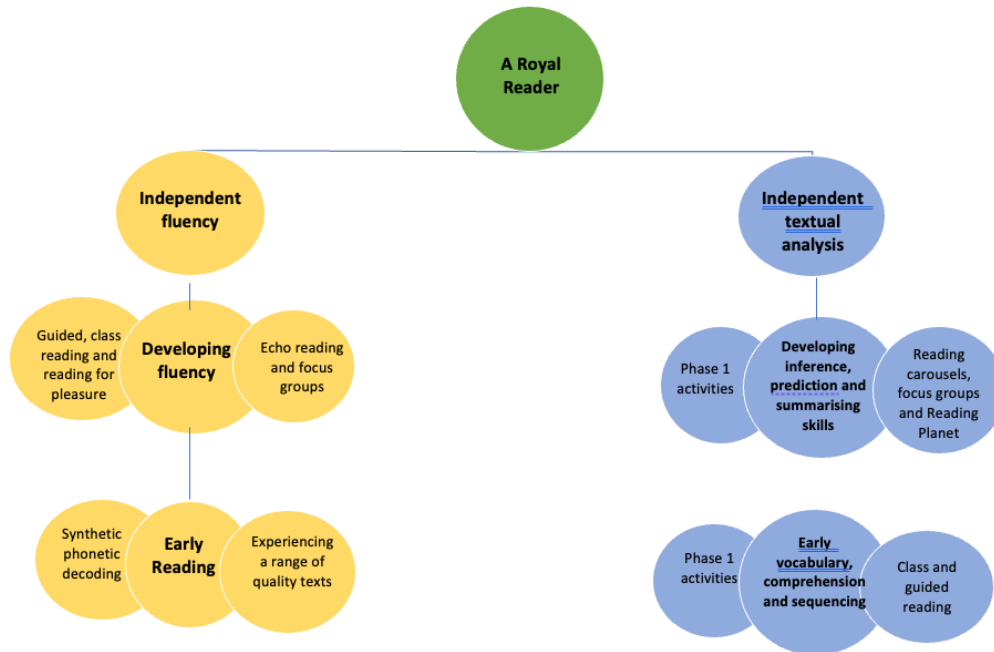 A Royal
Reader
Independent
fluency
Independent
textual
analysis
Guided, class
reading and
reading for
pleasure
Developing
fluency
Echo reading
and focus
groups
Phase 1
activities
Developing
inference,
prediction and
summarising
skills
Reading
carousels,
focus groups
and Reading
Planet
Synthetic
phonetic
decoding
Early
Reading
Experiencing
a range of
quality texts
Phase 1
activities
Early
vocabulary,
comprehension
and sequencing
Class and
guided
reading